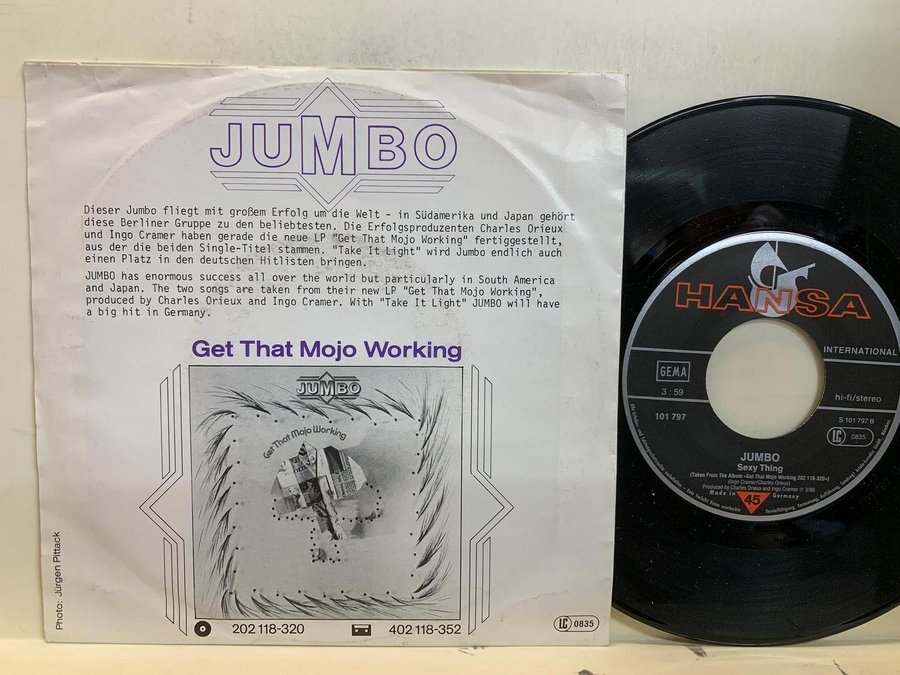 JUMBO
Dieser Jumbo fliegt mit großem Erfolg um die Welt - in Südamerika und Japan gehört
diese Berliner Gruppe zu den beliebtesten. Die Erfolgsproduzenten Charles Orieux
und Ingo Cramer haben gerade die neue LP "Get That Mojo Working" fertiggestellt,
aus der die beiden Single-Titel stammen. "Take It Light" wird Jumbo endlich auch
einen Platz in den deutschen Hitlisten bringen.
JUMBO has enormous success all over the world but particularly in South America
and Japan. The two songs are taken from their new LP "Get That Mojo Working",
produced by Charles Orieux and Ingo Cramer. With "Take It Light" JUMBO will have
a big hit in Germany.
Get That Mojo Working
JUMBO
Get That Mojo Working
Photo: Jürgen Pittack
202 118-320
402 118-352
LC 0835
HANSA
INTERNATIONAL
GEMA
3:59
101 797
hi-fi/stereo
S 101 797 B
LC 0835
JUMBO
Sexy Thing
(Taken From The Album »Get That Mojo Working 202 118-320«)
(Ingo Cramer/Charles Orieux)
Produced by Charles Orieux and Ingo Cramer ℗ 3/80
Made in Germany
45